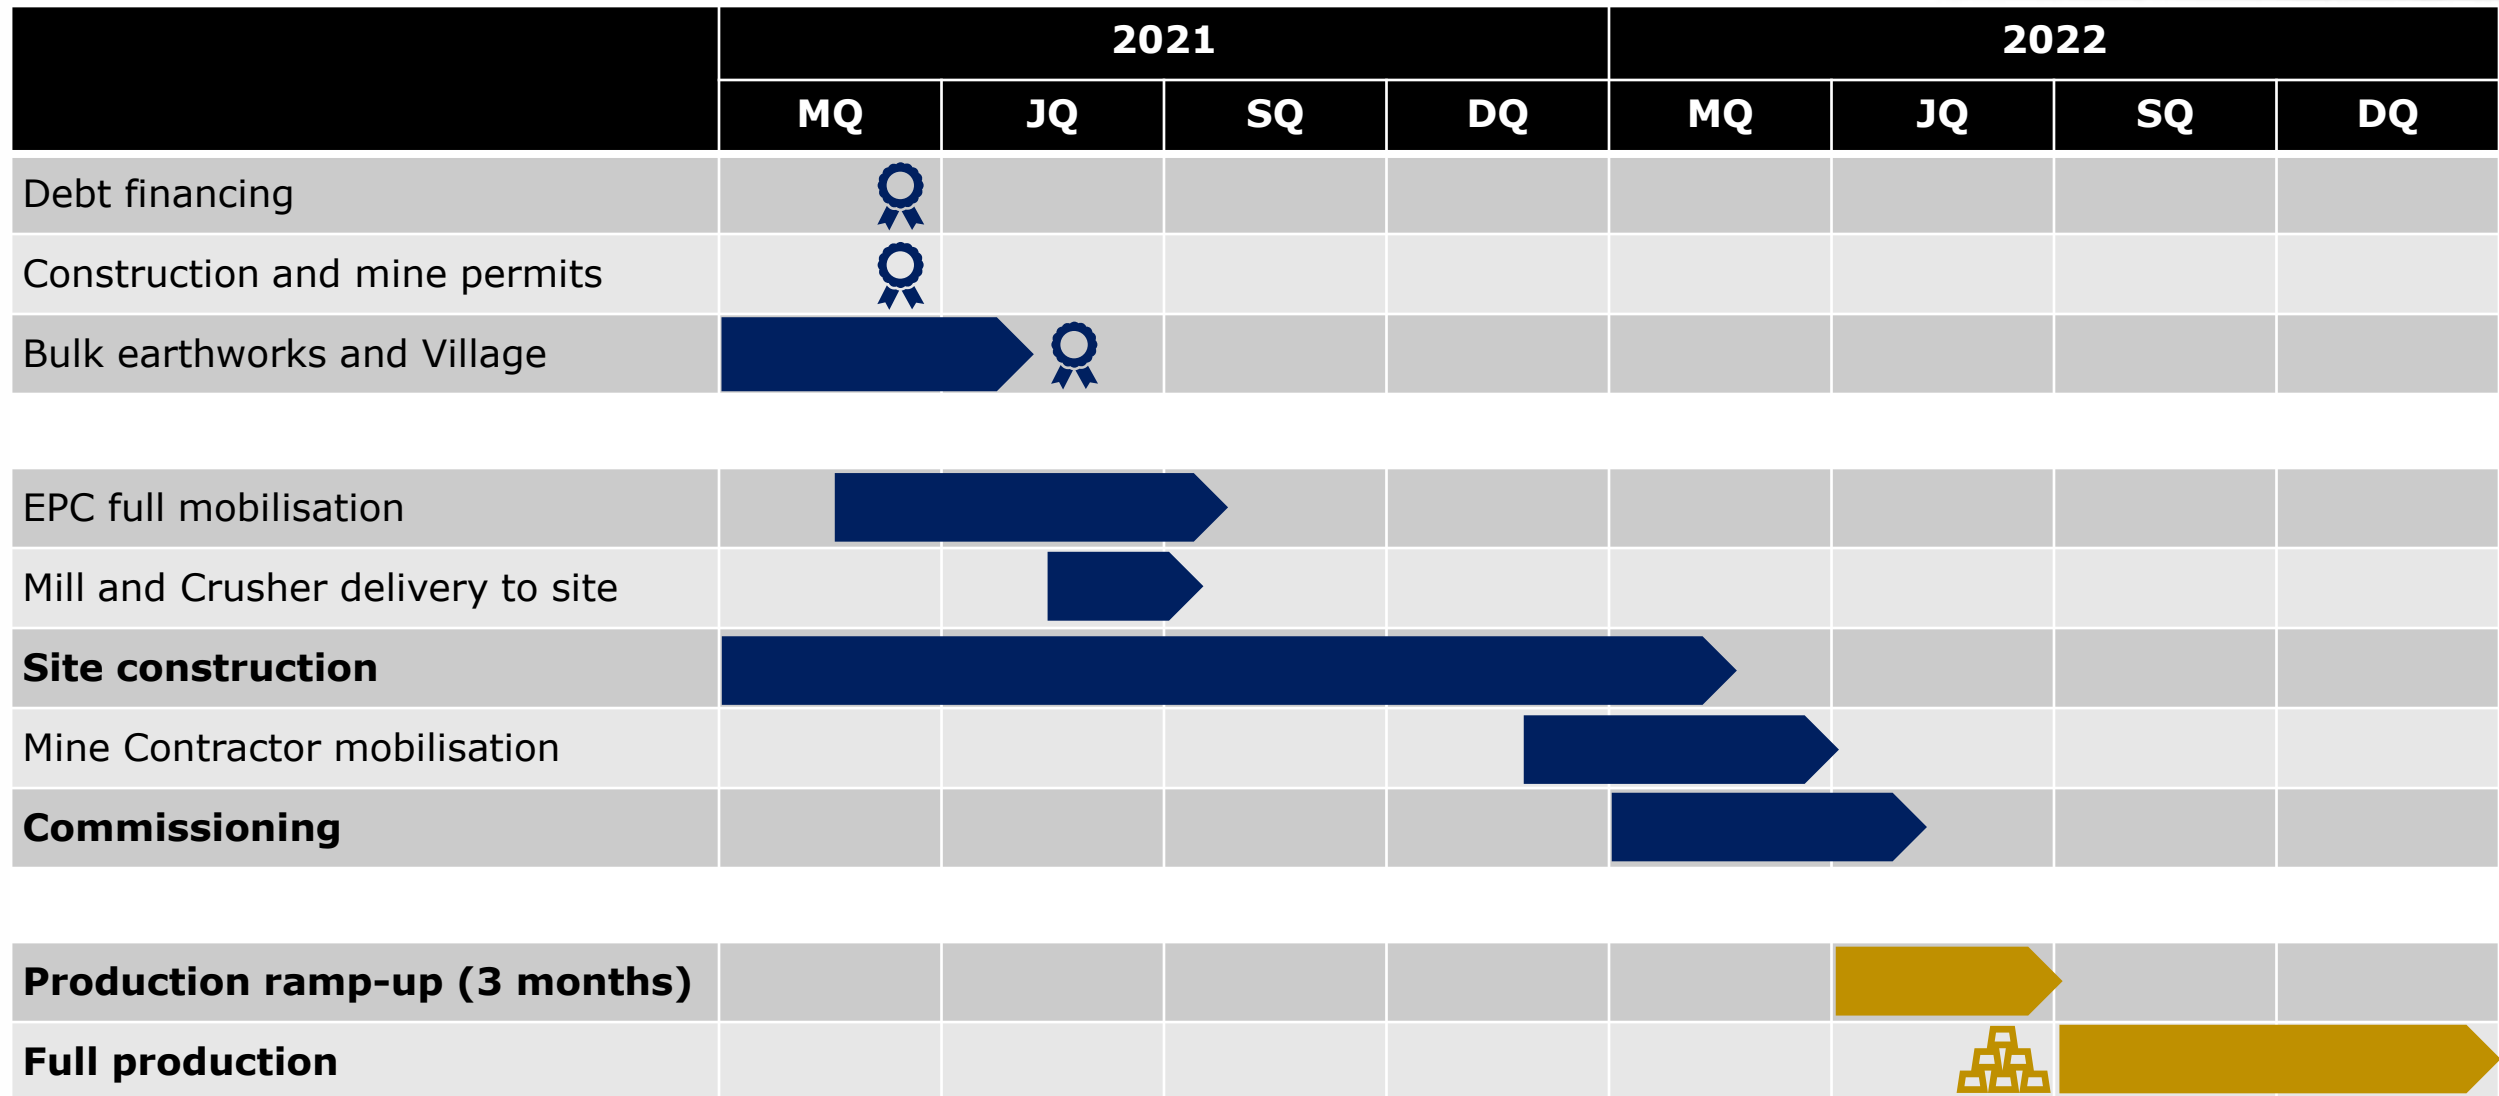 2021 2022
MQ JQ SQ DQ MQ JQ SQ DQ
Debt financing
Construction and mine permits
Bulk earthworks and Village
EPC full mobilisation
Mill and Crusher delivery to site
Site construction
Mine Contractor mobilisation
Commissioning
Production ramp-up (3 months)
Full production